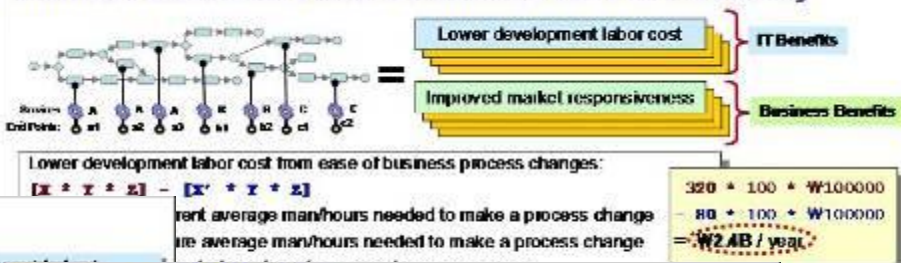 Lower development labor cost
IT Benefits
=
Improved market responsiveness
Business Benefits
Services: A A A B B C C
End Points: a1 a2 a3 b1 b2 c1 c2
Lower development labor cost from ease of business process changes:
[X * Y * Z] - [X' * Y * Z]
rent average man/hours needed to make a process change
ure average man/hours needed to make a process change
320 * 100 * ₩100000
- 80 * 100 * ₩100000
= ₩2.4B / year